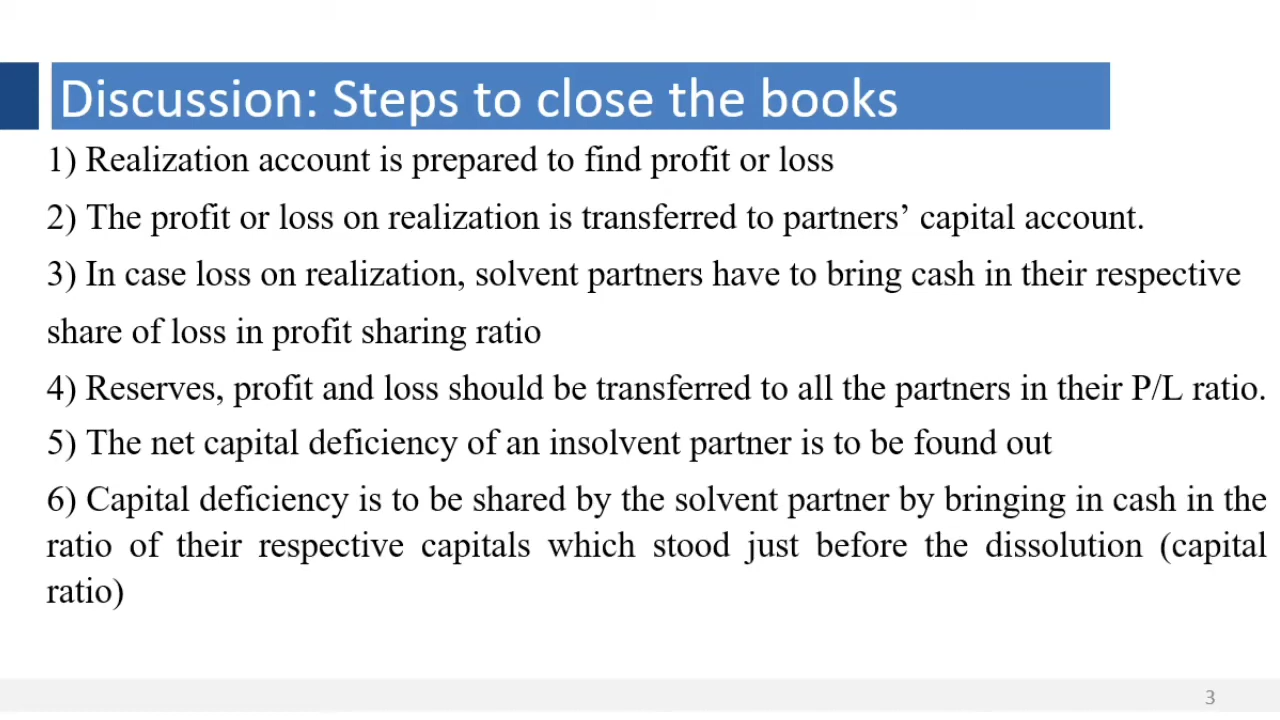 Discussion: Steps to close the books
1) Realization account is prepared to find profit or loss
2) The profit or loss on realization is transferred to partners’ capital account.
3) In case loss on realization, solvent partners have to bring cash in their respective
share of loss in profit sharing ratio
4) Reserves, profit and loss should be transferred to all the partners in their P/L ratio.
5) The net capital deficiency of an insolvent partner is to be found out
6) Capital deficiency is to be shared by the solvent partner by bringing in cash in the
ratio of their respective capitals which stood just before the dissolution (capital
ratio)
3